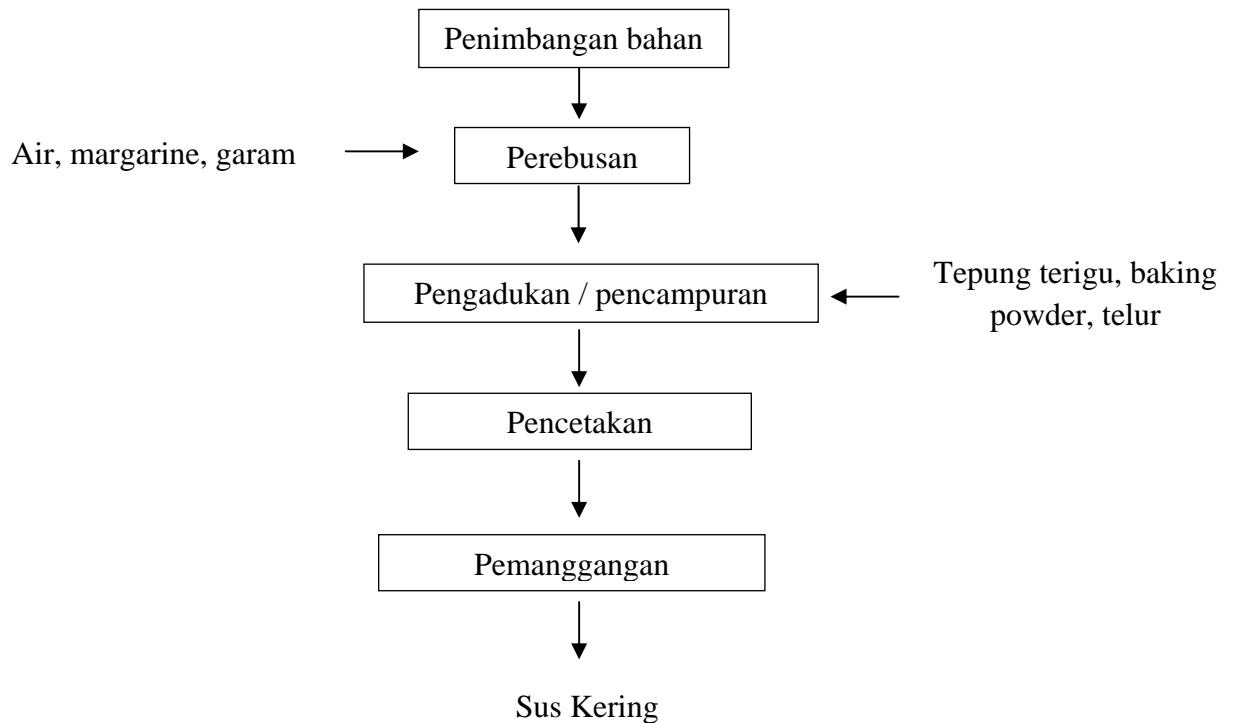 Penimbangan bahan
Air, margarine, garam
Perebusan
Pengadukan / pencampuran
Tepung terigu, baking
powder, telur
Pencetakan
Pemanggangan
Sus Kering